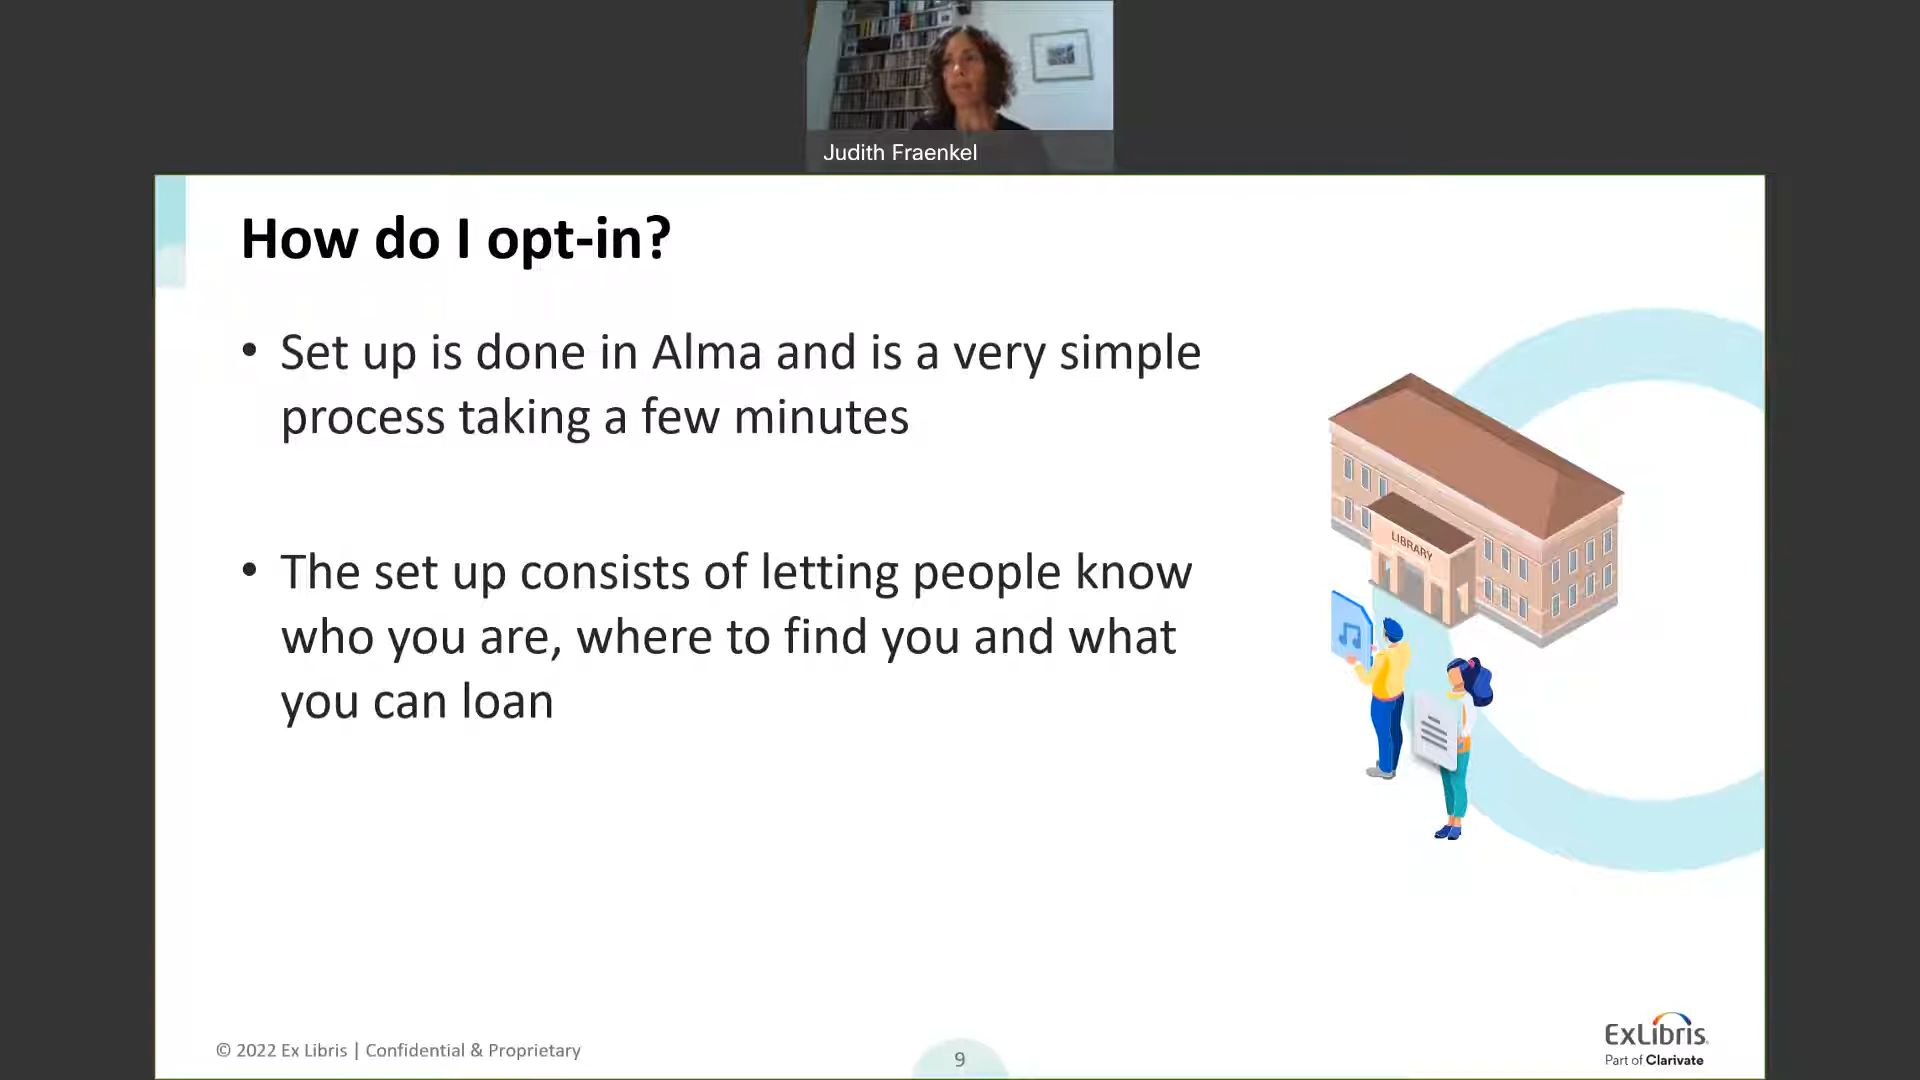 Judith Fraenkel
How do I opt-in?
• Set up is done in Alma and is a very simple
process taking a few minutes
• The set up consists of letting people know
who you are, where to find you and what
you can loan
LIBRARY
© 2022 Ex Libris | Confidential & Proprietary
9
ExLibris
Part of Clarivate